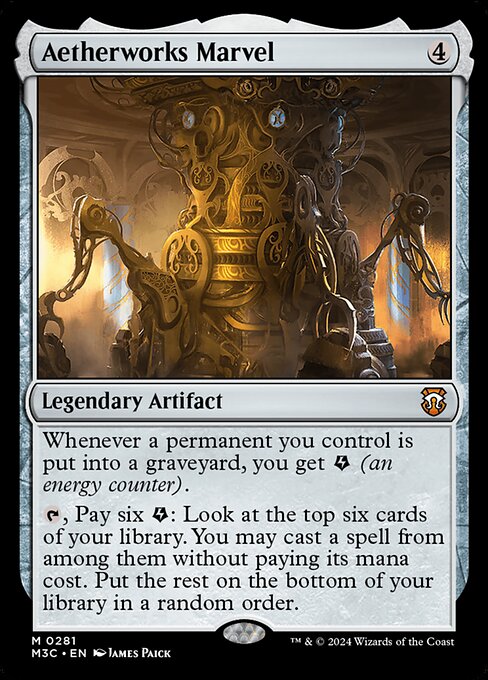 Aetherworks Marvel 4
Legendary Artifact
Whenever a permanent you control is
put into a graveyard, you get (an
energy counter).
, Pay six : Look at the top six cards
of your library. You may cast a spell from
among them without paying its mana
cost. Put the rest on the bottom of your
library in a random order.
M 0281
M3C • EN James Paick
™ & © 2024 Wizards of the Coast